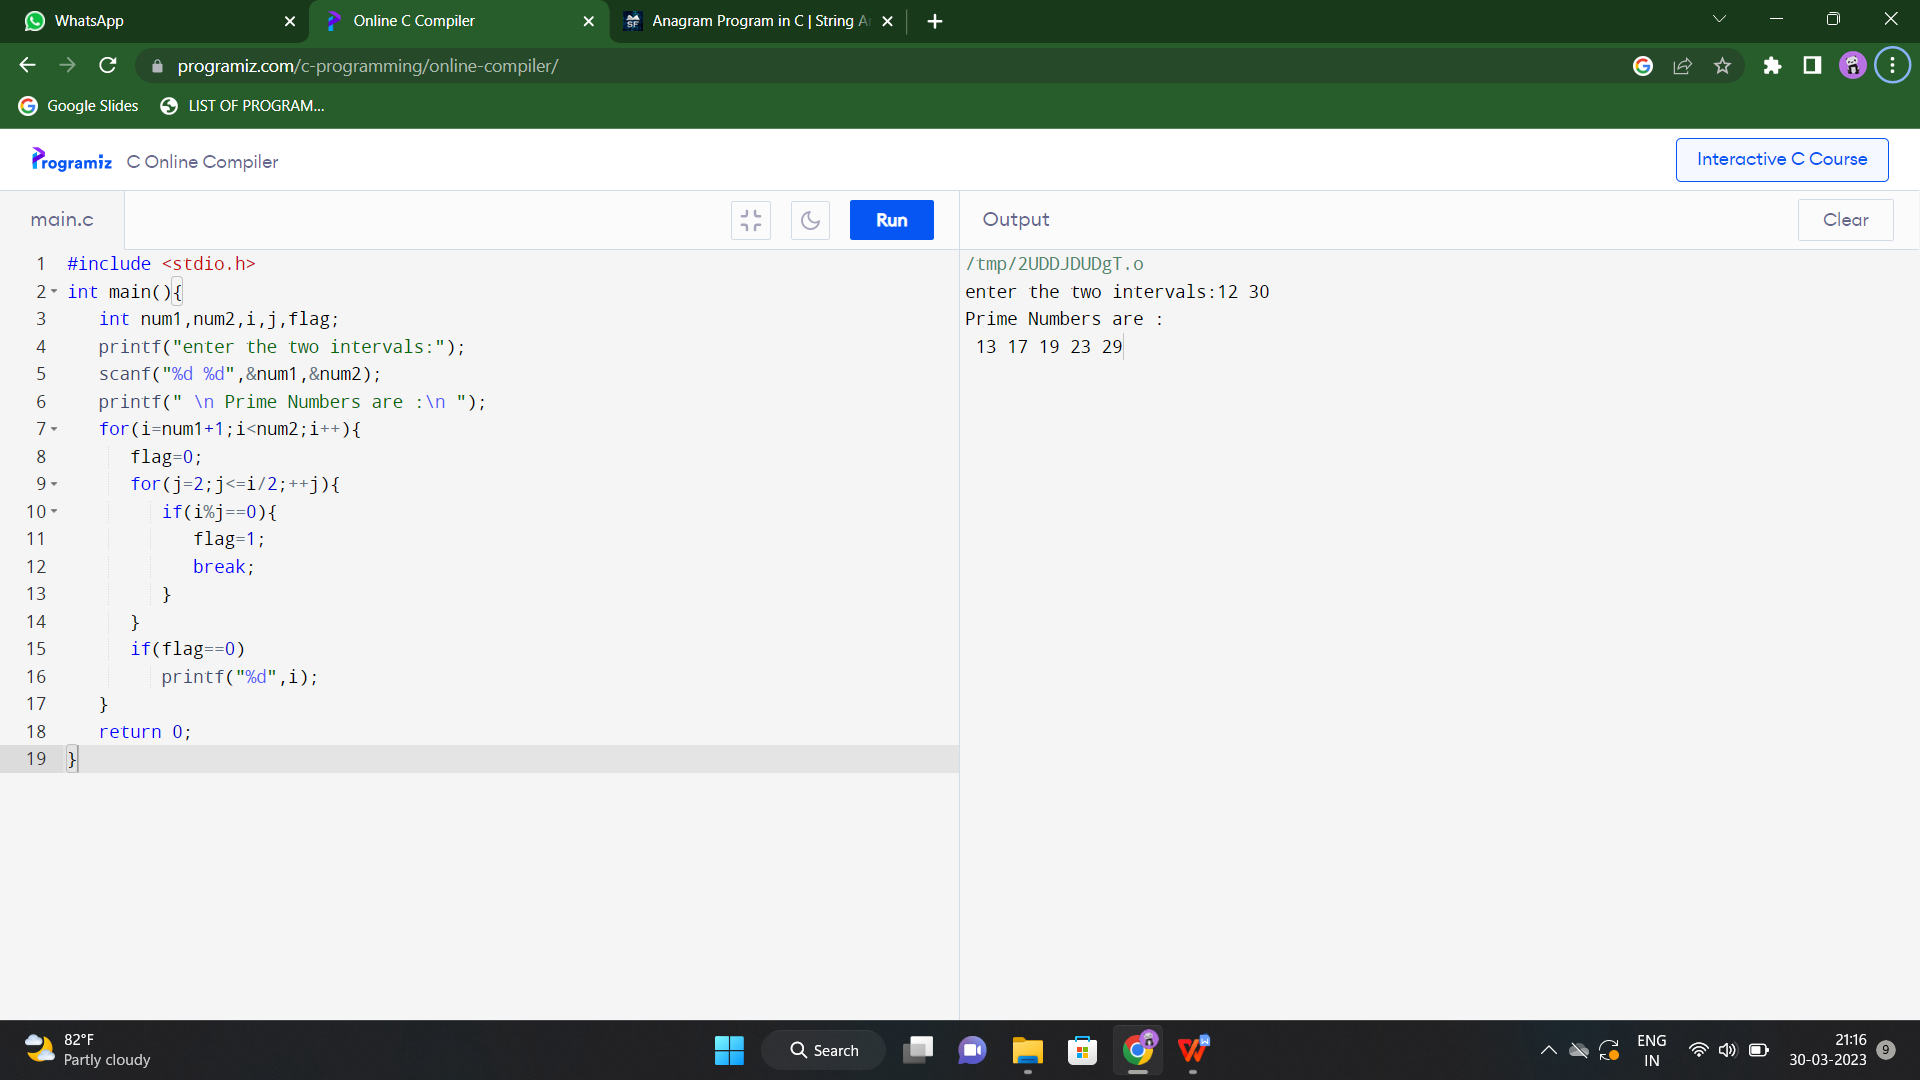 WhatsApp
Online C Compiler
Anagram Program in C | String A
programiz.com/c-programming/online-compiler/
Google Slides
LIST OF PROGRAM...
Programiz C Online Compiler
Interactive C Course
main.c
Run
Output
Clear
1 #include <stdio.h>
2 int main(){
3 int num1,num2,i,j,flag;
4 printf("enter the two intervals:");
5 scanf("%d %d",&num1,&num2);
6 printf(" \n Prime Numbers are :\n ");
7 for(i=num1+1;i<num2;i++){
8 flag=0;
9 for(j=2;j<=i/2;++j){
10 if(i%j==0){
11 flag=1;
12 break;
13 }
14 }
15 if(flag==0)
16 printf("%d",i);
17 }
18 return 0;
19 }
/tmp/2UDDJDUDgT.o
enter the two intervals:12 30
Prime Numbers are :
13 17 19 23 29
82°F
Partly cloudy
Search
ENG
IN
21:16
30-03-2023
9